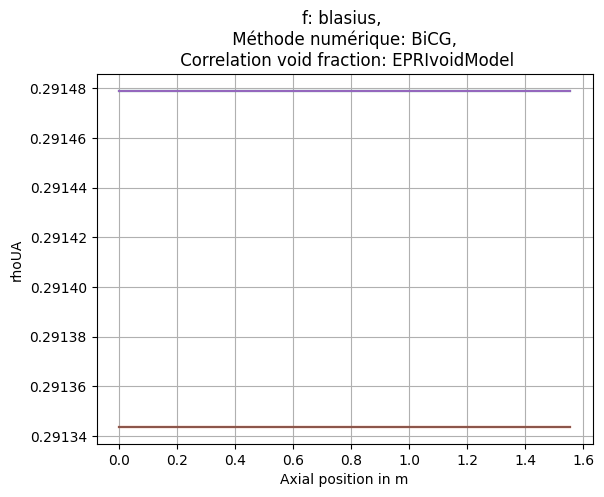 f: blasius,
Méthode numérique: BiCG,
Correlation void fraction: EPRIvoidModel
0.29148
0.29146
0.29144
0.29142
0.29140
0.29138
0.29136
0.29134
rhoUA
0.0 0.2 0.4 0.6 0.8 1.0 1.2 1.4 1.6
Axial position in m